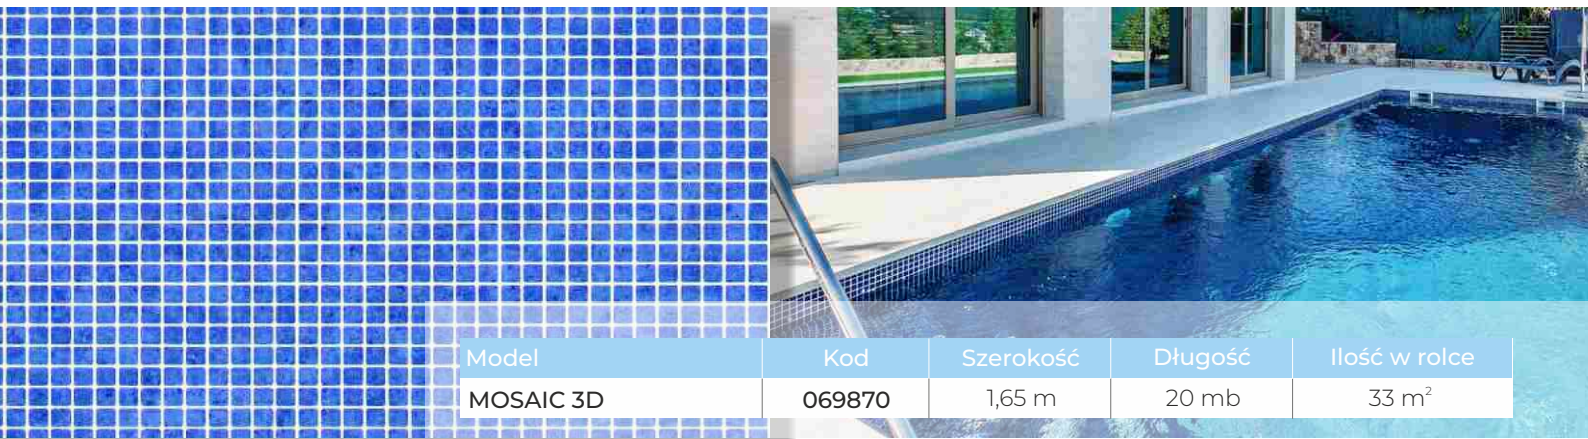 Model Kod Szerokość Długość Ilość w rolce
MOSAIC 3D 069870 1,65 m 20 mb 33 m²